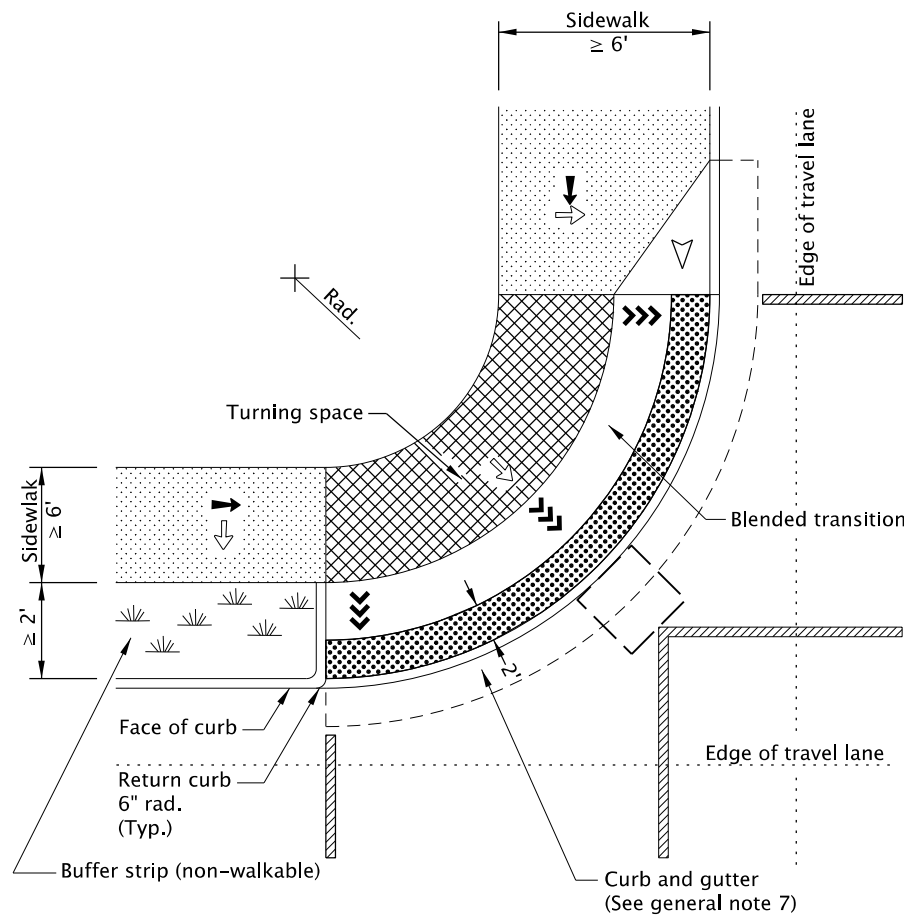 Sidewalk
≥ 6'
Edge of travel lane
Rad.
Turning space
Sidewlak
≥ 6'
Blended transition
≥ 2'
2'
Face of curb
Edge of travel lane
Return curb
6" rad.
(Typ.)
Buffer strip (non-walkable)
Curb and gutter
(See general note 7)